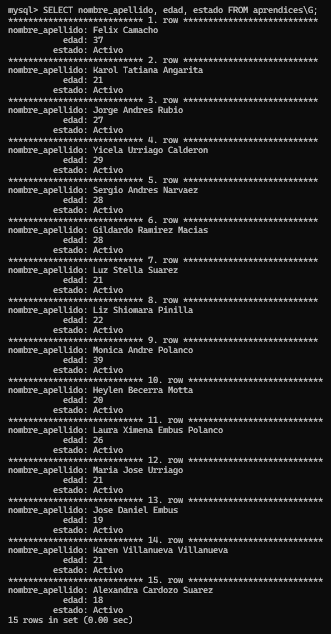 mysql> SELECT nombre_apellido, edad, estado FROM aprendices\G;
*************************** 1. row ***************************
nombre_apellido: Felix Camacho
edad: 37
estado: Activo
*************************** 2. row ***************************
nombre_apellido: Karol Tatiana Angarita
edad: 21
estado: Activo
*************************** 3. row ***************************
nombre_apellido: Jorge Andres Rubio
edad: 27
estado: Activo
*************************** 4. row ***************************
nombre_apellido: Yicela Urriago Calderon
edad: 29
estado: Activo
*************************** 5. row ***************************
nombre_apellido: Sergio Andres Narvaez
edad: 28
estado: Activo
*************************** 6. row ***************************
nombre_apellido: Gildardo Ramirez Macias
edad: 28
estado: Activo
*************************** 7. row ***************************
nombre_apellido: Luz Stella Suarez
edad: 21
estado: Activo
*************************** 8. row ***************************
nombre_apellido: Liz Shiomara Pinilla
edad: 22
estado: Activo
*************************** 9. row ***************************
nombre_apellido: Monica Andre Polanco
edad: 39
estado: Activo
*************************** 10. row ***************************
nombre_apellido: Heylen Becerra Motta
edad: 20
estado: Activo
*************************** 11. row ***************************
nombre_apellido: Laura Ximena Embus Polanco
edad: 26
estado: Activo
*************************** 12. row ***************************
nombre_apellido: Maria Jose Urriago
edad: 21
estado: Activo
*************************** 13. row ***************************
nombre_apellido: Jose Daniel Embus
edad: 19
estado: Activo
*************************** 14. row ***************************
nombre_apellido: Karen Villanueva Villanueva
edad: 21
estado: Activo
*************************** 15. row ***************************
nombre_apellido: Alexandra Cardozo Suarez
edad: 18
estado: Activo
15 rows in set (0.00 sec)